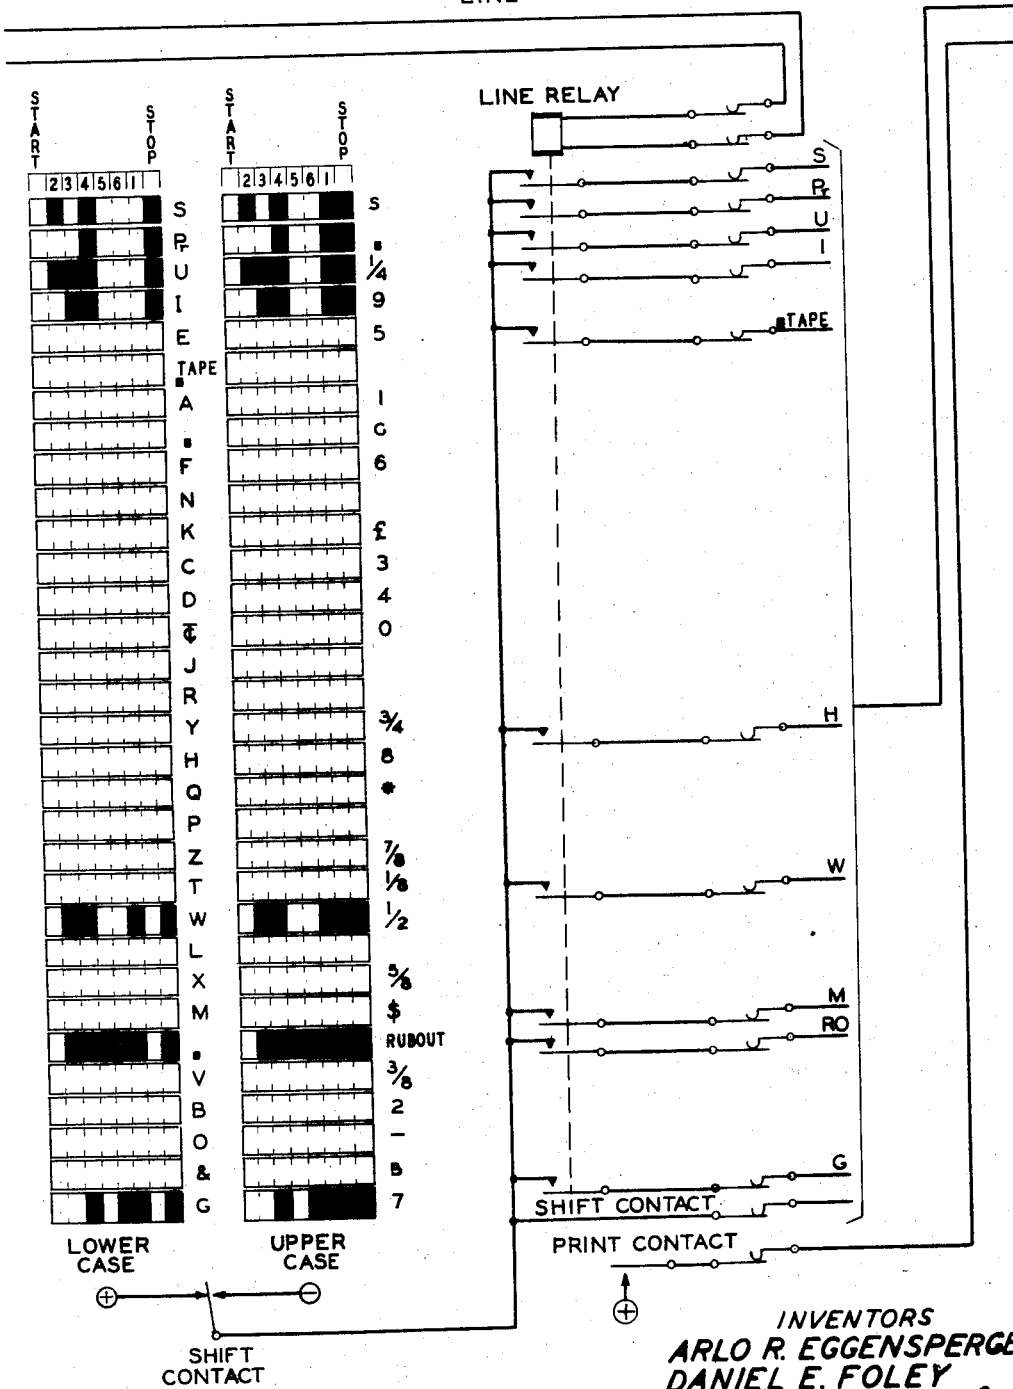 LINE
LINE RELAY
START
STOP
START
STOP
2 3 4 5 6 1
2 3 4 5 6 1
S S
Pr ■
U 1/4
I 9
E 5
■ TAPE
A 1
■ C
F 6
N
K £
C 3
D 4
₵ 0
J
R
Y 3/4
H 8
Q *
P
Z 7/8
T 1/8
W 1/2
L
X 5/8
M $
■ RUBOUT
V 3/8
B 2
O –
& B
G 7
LOWER CASE
UPPER CASE
+
–
SHIFT
CONTACT
S
Pr
U
I
■TAPE
H
W
M
RO
G
SHIFT CONTACT
PRINT CONTACT
+
INVENTORS
ARLO R. EGGENSPERGE
DANIEL E. FOLEY